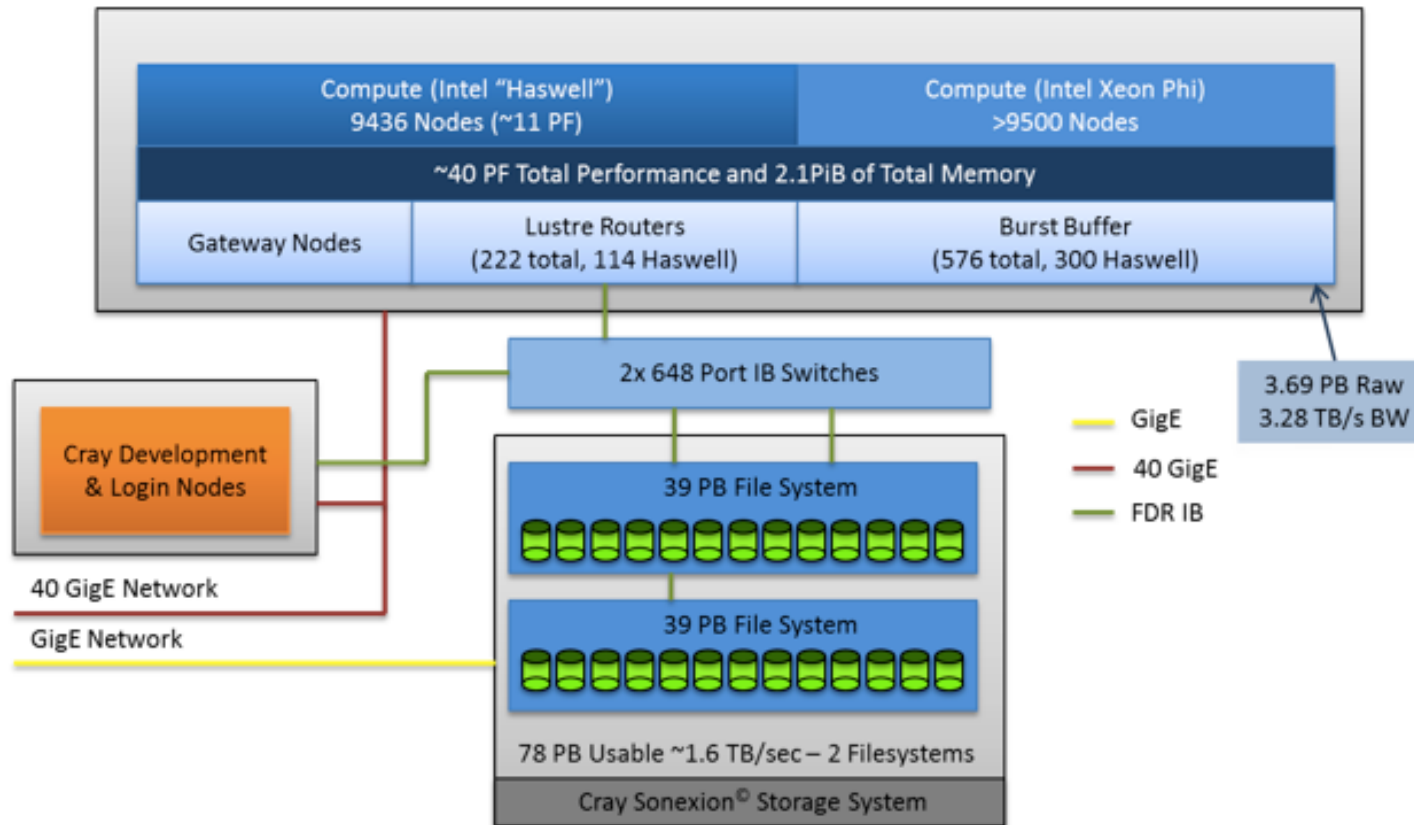 Compute (Intel “Haswell”)
9436 Nodes (~11 PF)
Compute (Intel Xeon Phi)
>9500 Nodes
~40 PF Total Performance and 2.1PiB of Total Memory
Gateway Nodes
Lustre Routers
(222 total, 114 Haswell)
Burst Buffer
(576 total, 300 Haswell)
2x 648 Port IB Switches
3.69 PB Raw
3.28 TB/s BW
Cray Development
& Login Nodes
GigE
40 GigE
FDR IB
39 PB File System
40 GigE Network
GigE Network
39 PB File System
78 PB Usable ~1.6 TB/sec – 2 Filesystems
Cray Sonexion© Storage System